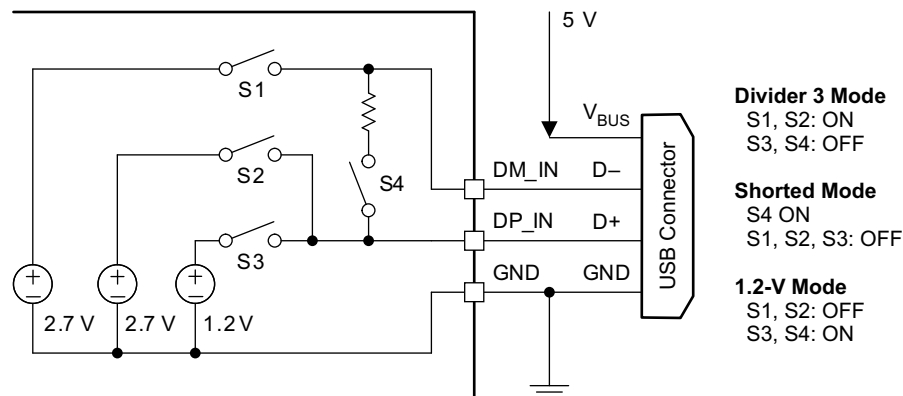 5 V
S1
Divider 3 Mode
S1, S2: ON
S3, S4: OFF
VBUS
S2
S4
DM_IN
D–
Shorted Mode
S4 ON
S1, S2, S3: OFF
S3
DP_IN
D+
USB Connector
GND
GND
1.2-V Mode
S1, S2: OFF
S3, S4: ON
+
–
2.7 V
+
–
2.7 V
+
–
1.2 V